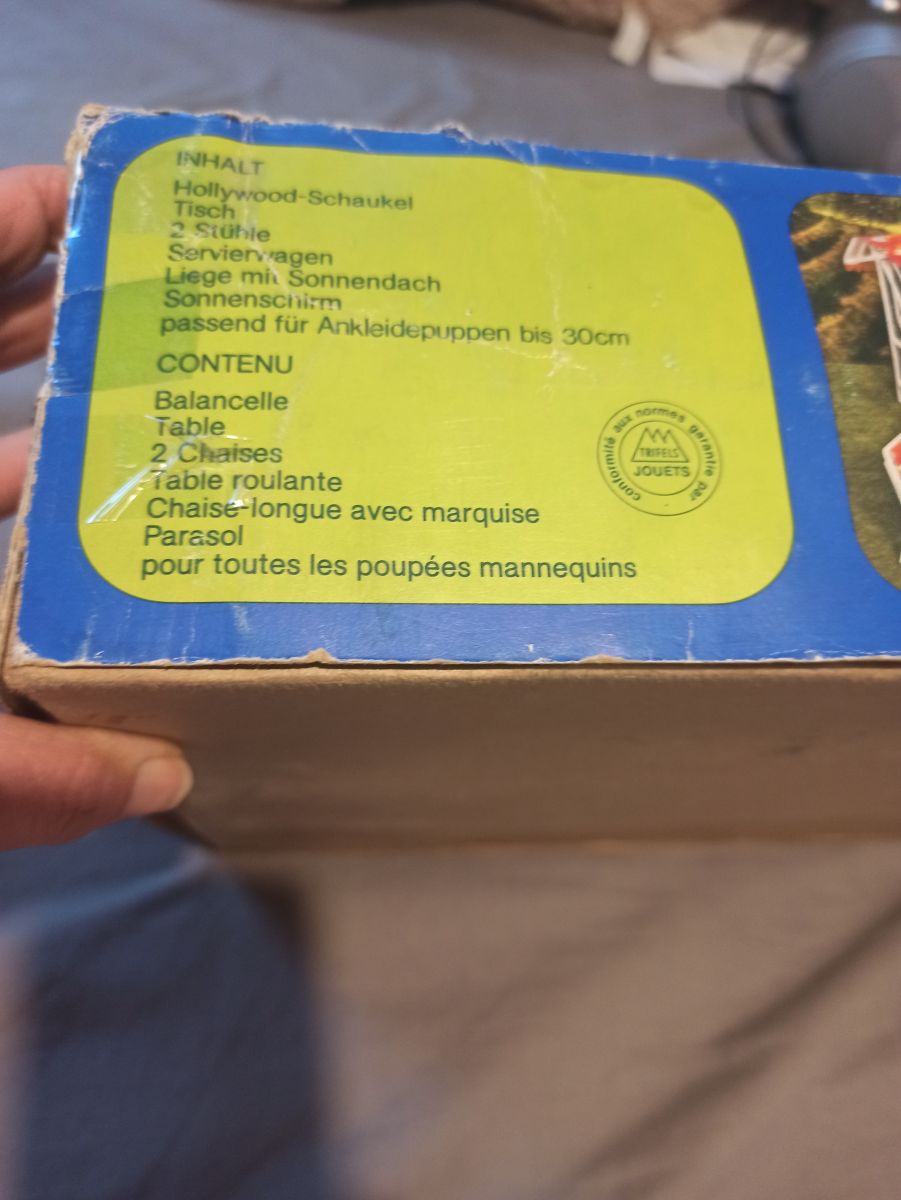 INHALT
Hollywood-Schaukel
Tisch
2 Stühle
Servierwagen
Liege mit Sonnendach
Sonnenschirm
passend für Ankleidepuppen bis 30cm
CONTENU
Balancelle
Table
2 Chaises
Table roulante
Chaise-longue avec marquise
Parasol
pour toutes les poupées mannequins
conformité aux normes garantie par
TRIFELS
JOUETS